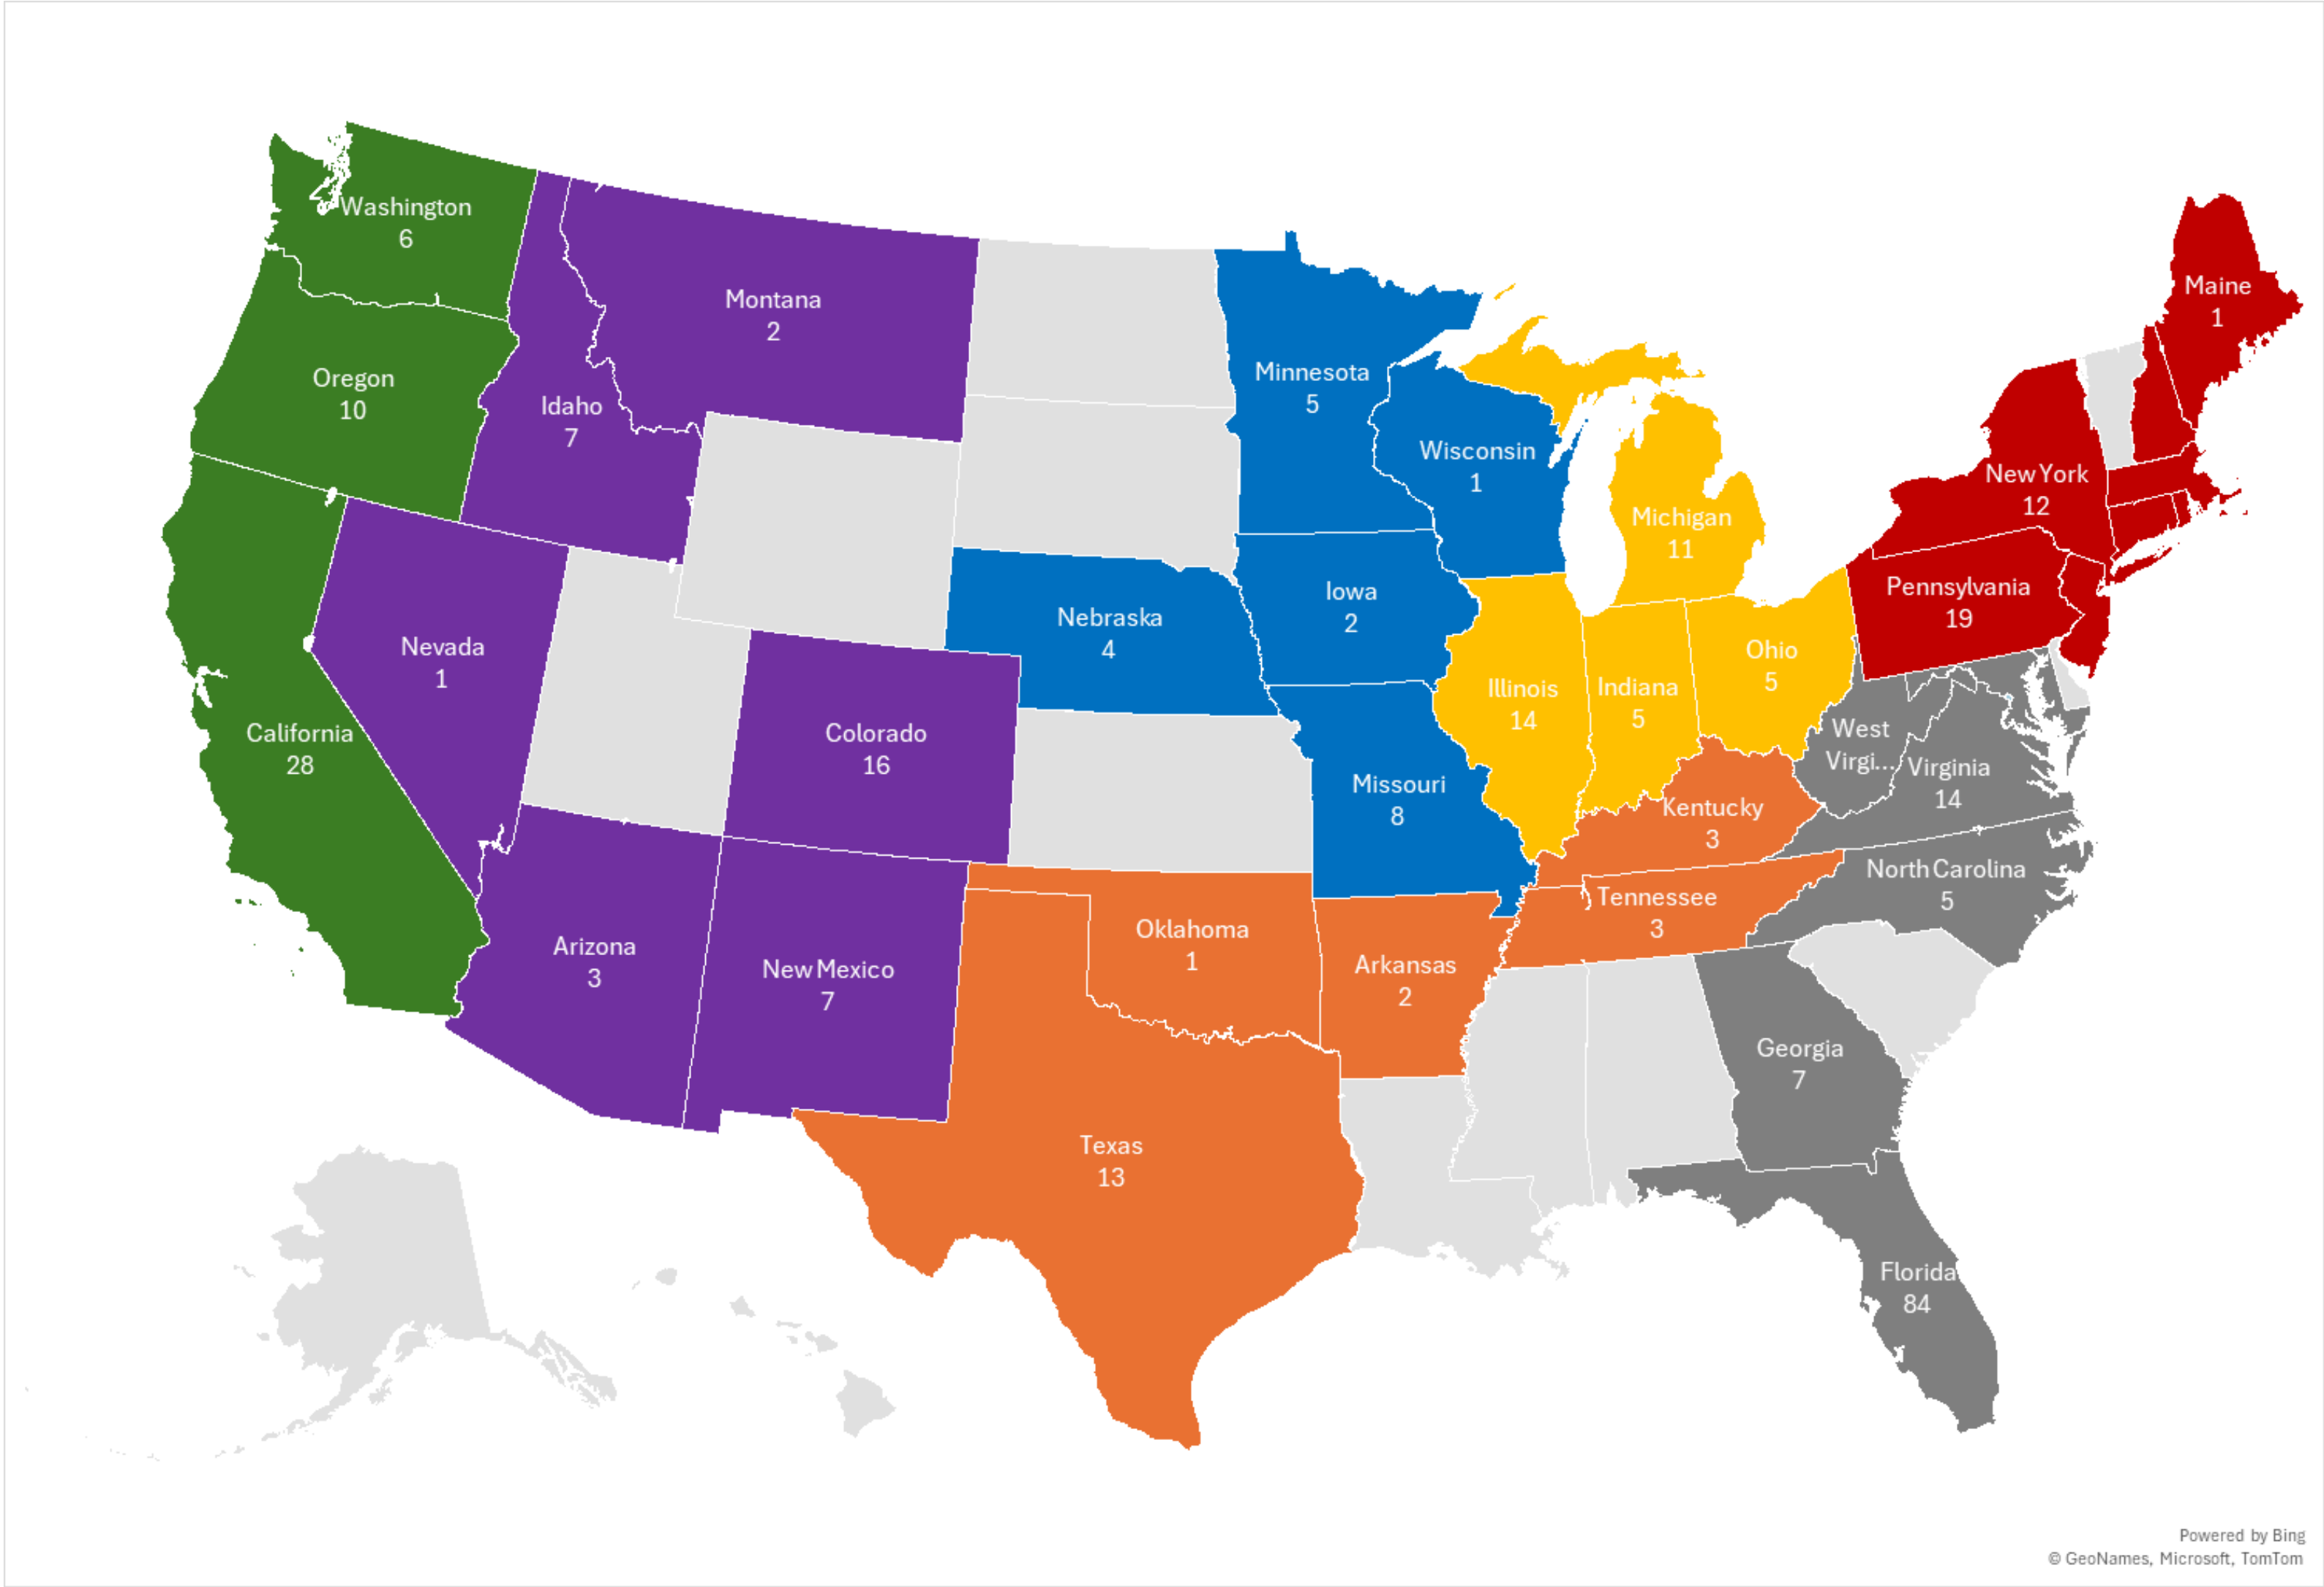 Washington
6
Montana
2
Oregon
10
Idaho
7
Minnesota
5
Wisconsin
1
Maine
1
New York
12
Michigan
11
Pennsylvania
19
Nebraska
4
Iowa
2
Nevada
1
Ohio
5
Illinois
14
Indiana
5
California
28
Colorado
16
West
Virgi...
Virginia
14
Missouri
8
Kentucky
3
North Carolina
5
Tennessee
3
Oklahoma
1
Arizona
3
New Mexico
7
Arkansas
2
Georgia
7
Texas
13
Florida
84
Powered by Bing
© GeoNames, Microsoft, TomTom